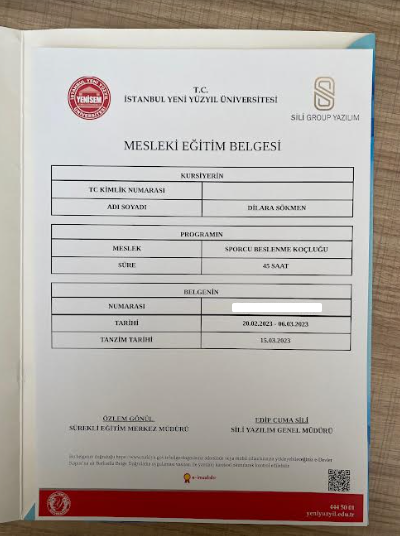 YENİSEM
T.C.
İSTANBUL YENİ YÜZYIL ÜNİVERSİTESİ
SİLİ GROUP YAZILIM
MESLEKİ EĞİTİM BELGESİ
KURSİYERİN
TC KİMLİK NUMARASI
ADI SOYADI DİLARA SÖKMEN
PROGRAMIN
MESLEK SPORCU BESLENME KOÇLUĞU
SÜRE 45 SAAT
BELGENİN
NUMARASI
TARİHİ 20.02.2023 - 06.03.2023
TANZİM TARİHİ 15.03.2023
ÖZLEM GÖNÜL EDİP CUMA SİLİ
SÜREKLİ EĞİTİM MERKEZ MÜDÜRÜ SİLİ YAZILIM GENEL MÜDÜRÜ
444 50 01
yeniyuzyil.edu.tr